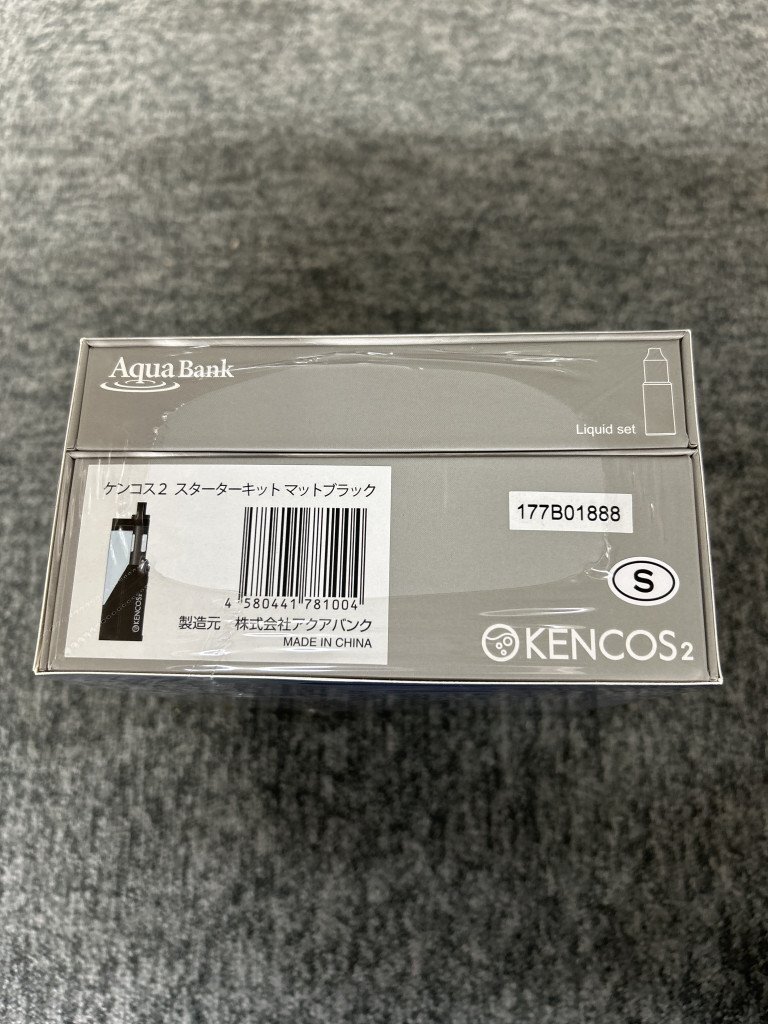 Aqua Bank
Liquid set
ケンコス2 スターターキット マットブラック
177B01888
4 580441 781004
S
製造元 株式会社アクアバンク
MADE IN CHINA
KENCOS2
KENCOS2